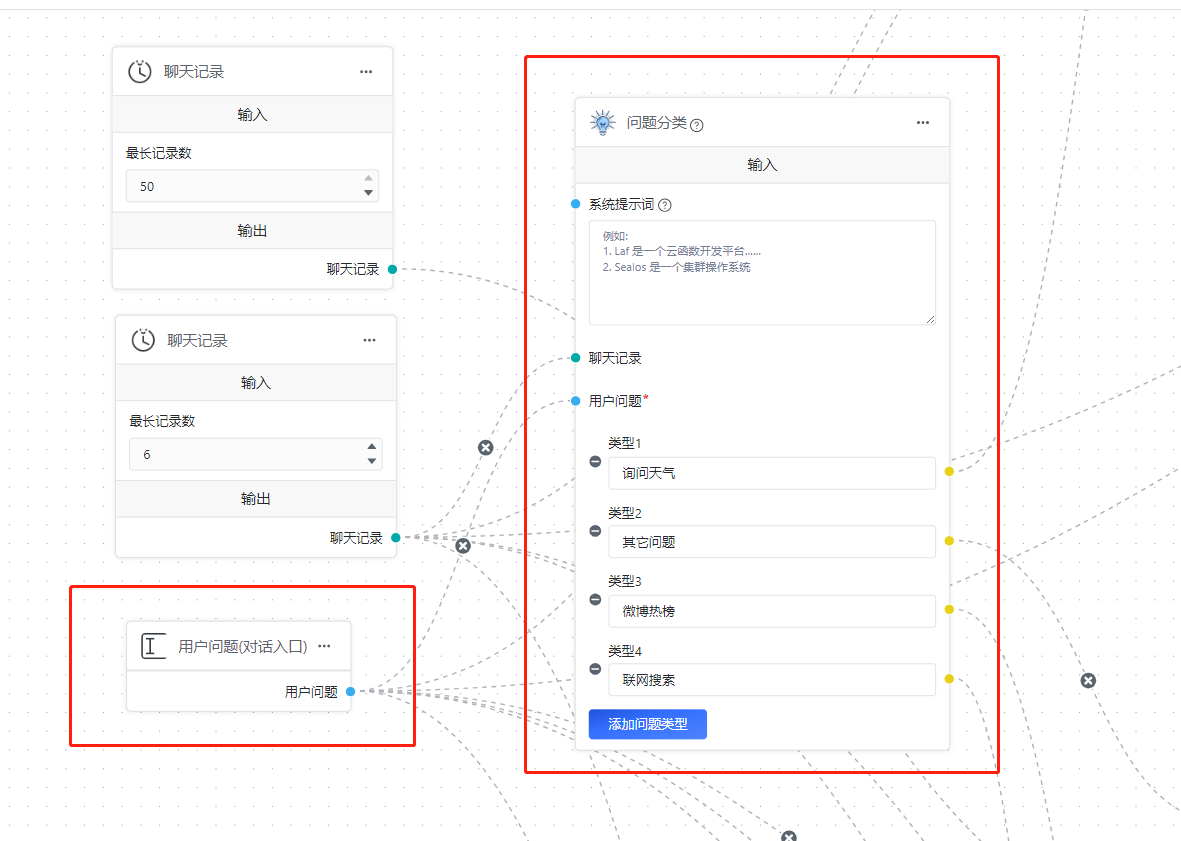 聊天记录
输入
最长记录数
50
输出
聊天记录
聊天记录
输入
最长记录数
6
输出
聊天记录
用户问题(对话入口)
用户问题
问题分类
输入
系统提示词
例如:
1. Laf 是一个云函数开发平台……
2. Sealos 是一个集群操作系统
聊天记录
用户问题*
类型1
询问天气
类型2
其它问题
类型3
微博热榜
类型4
联网搜索
添加问题类型